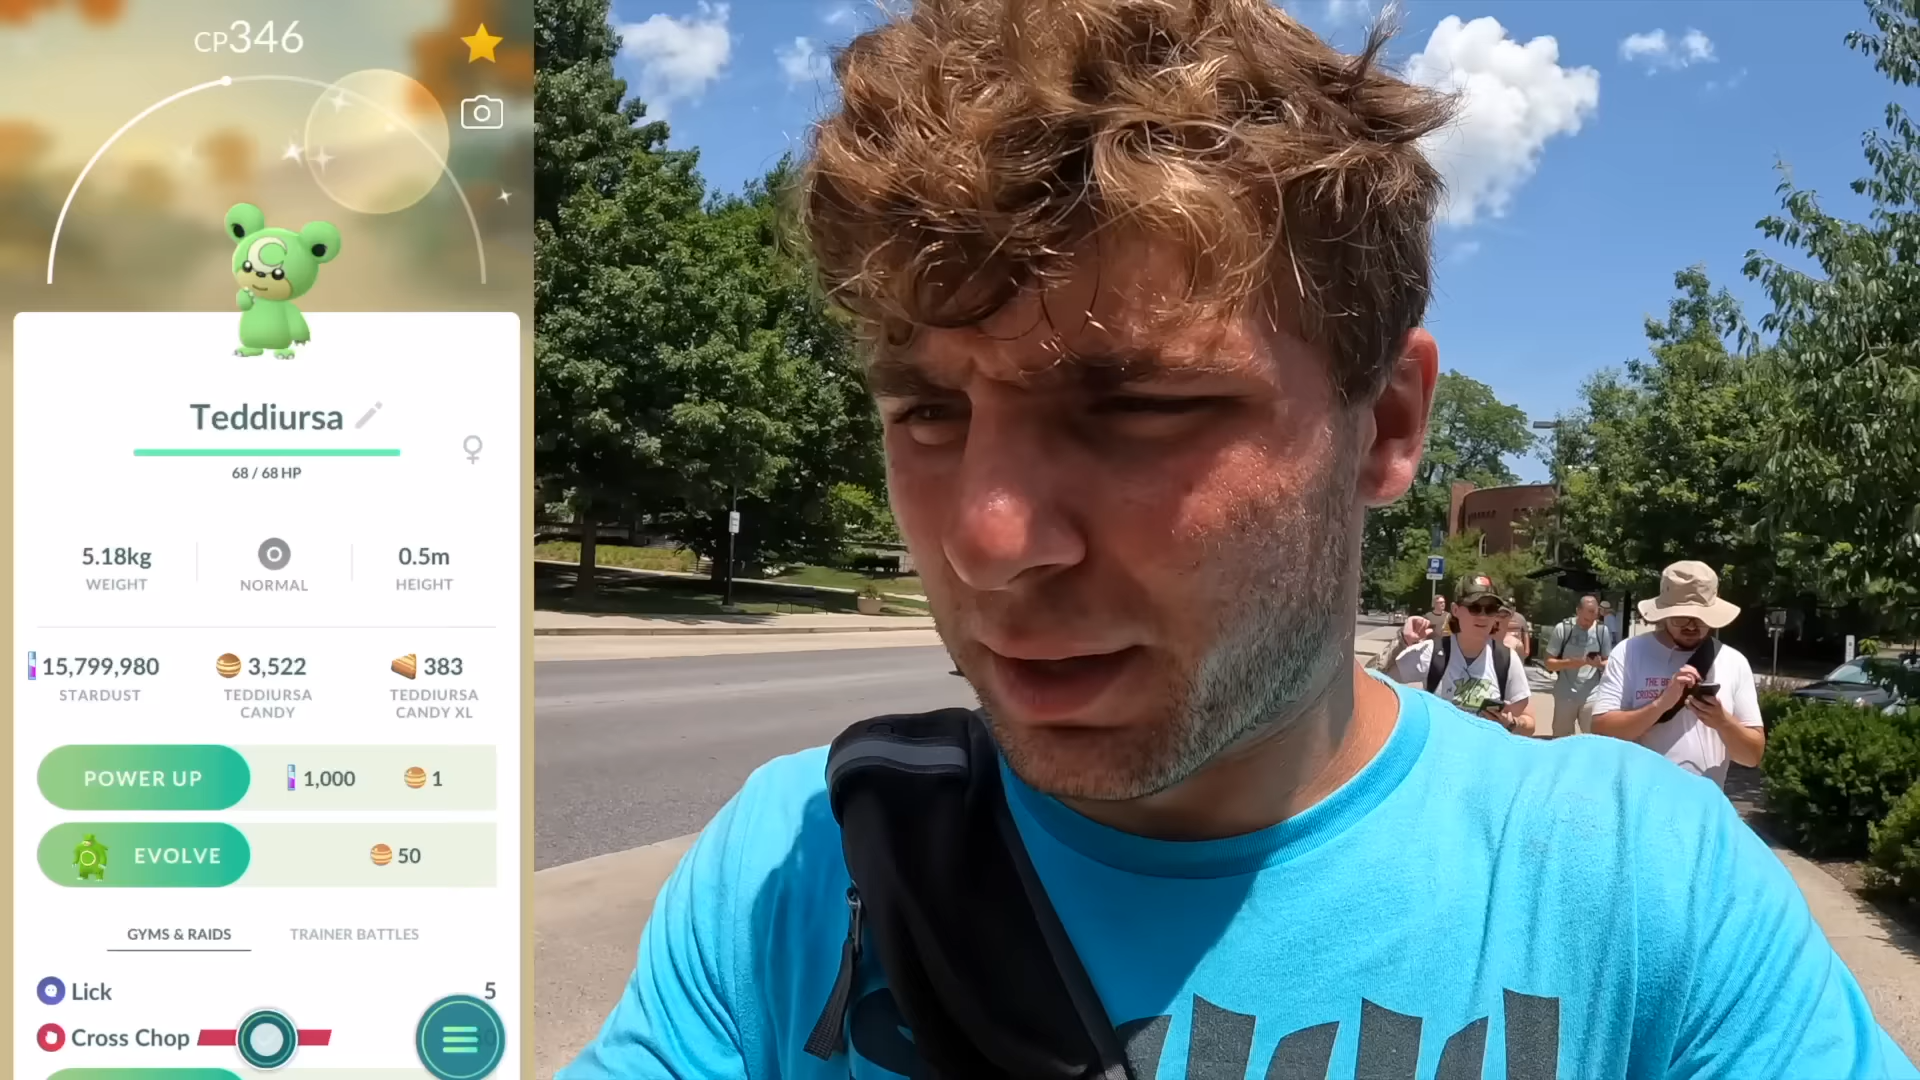 CP346
Teddiursa
68 / 68 HP
5.18kg
WEIGHT
NORMAL
0.5m
HEIGHT
15,799,980
STARDUST
3,522
TEDDIURSA
CANDY
383
TEDDIURSA
CANDY XL
POWER UP
1,000
1
EVOLVE
50
GYMS & RAIDS
TRAINER BATTLES
Lick
5
Cross Chop